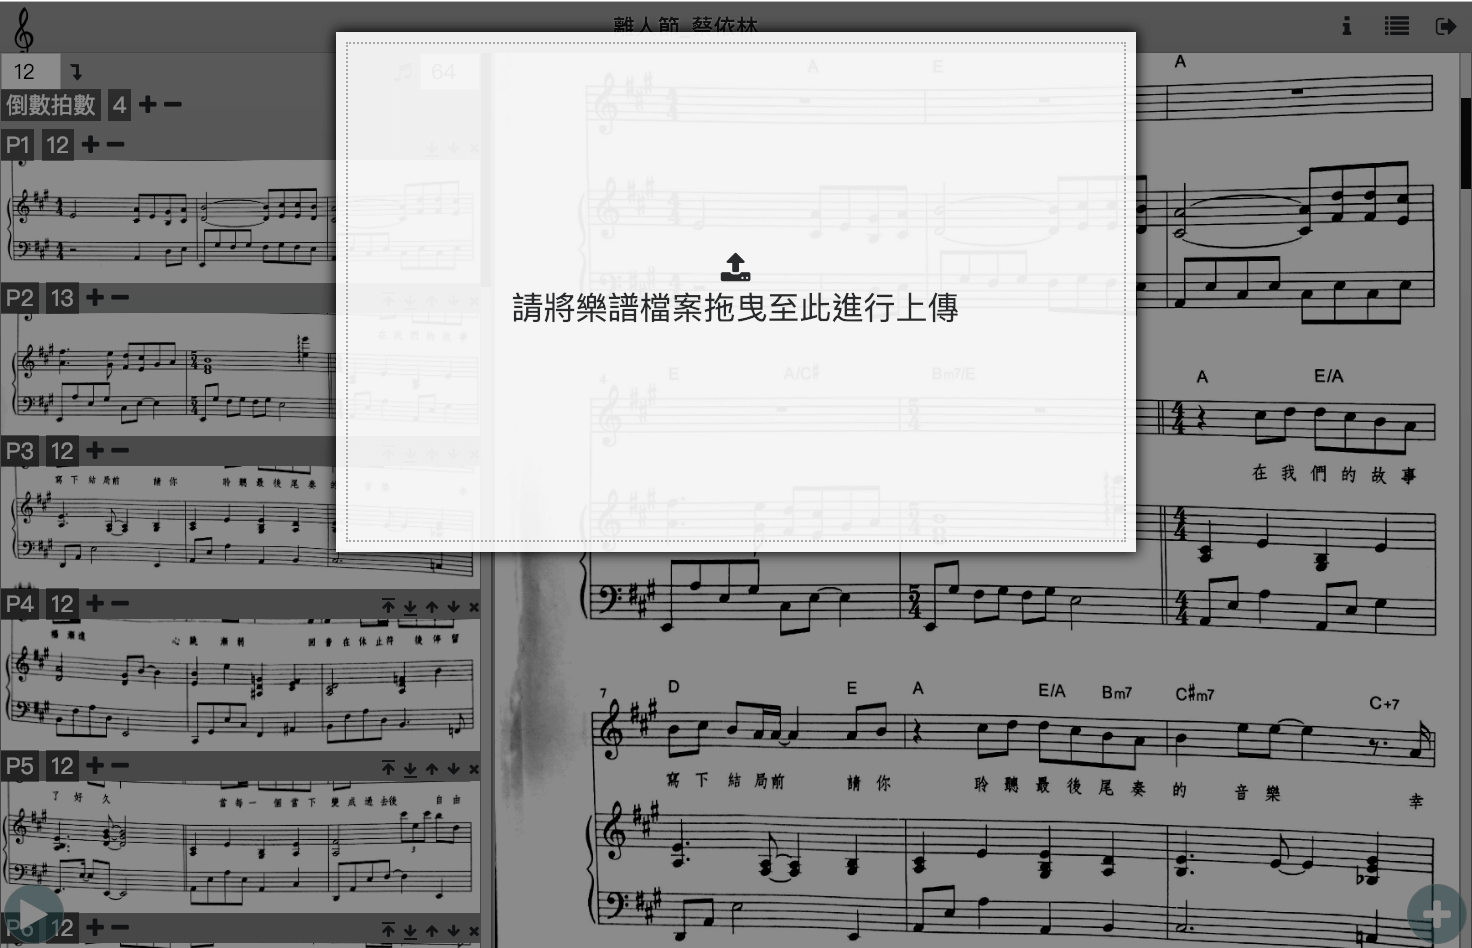 離人節_蔡依林
12
64
倒數拍數 4
P1 12
P2 13
P3 12
寫下結局前 請你 聆聽最後尾奏
P4 12
心跳 漸弱 回音在休止符 後停留
P5 12
了好久 當每一個當下變成過去後 自由
P6 12
請將樂譜檔案拖曳至此進行上傳
A E A
E A/C# Bm7/E A E/A
在我們的故事
7 D E A E/A Bm7 C#m7 C+7
寫下結局前 請你 聆聽最後尾奏的 音樂 幸